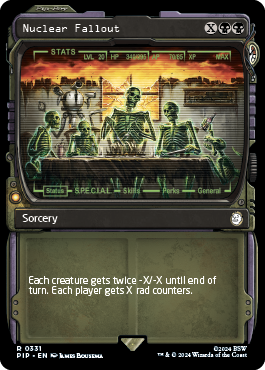 Nuclear Fallout X
STATS
LVL 20 HP XP MAX
Status S.P.E.C.I.A.L. Skills Perks General
Sorcery
Each creature gets twice -X/-X until end of
turn. Each player gets X rad counters.
R 0331 ©2024 BSW
PIP • EN James Bousema ™ & © 2024 Wizards of the Coast